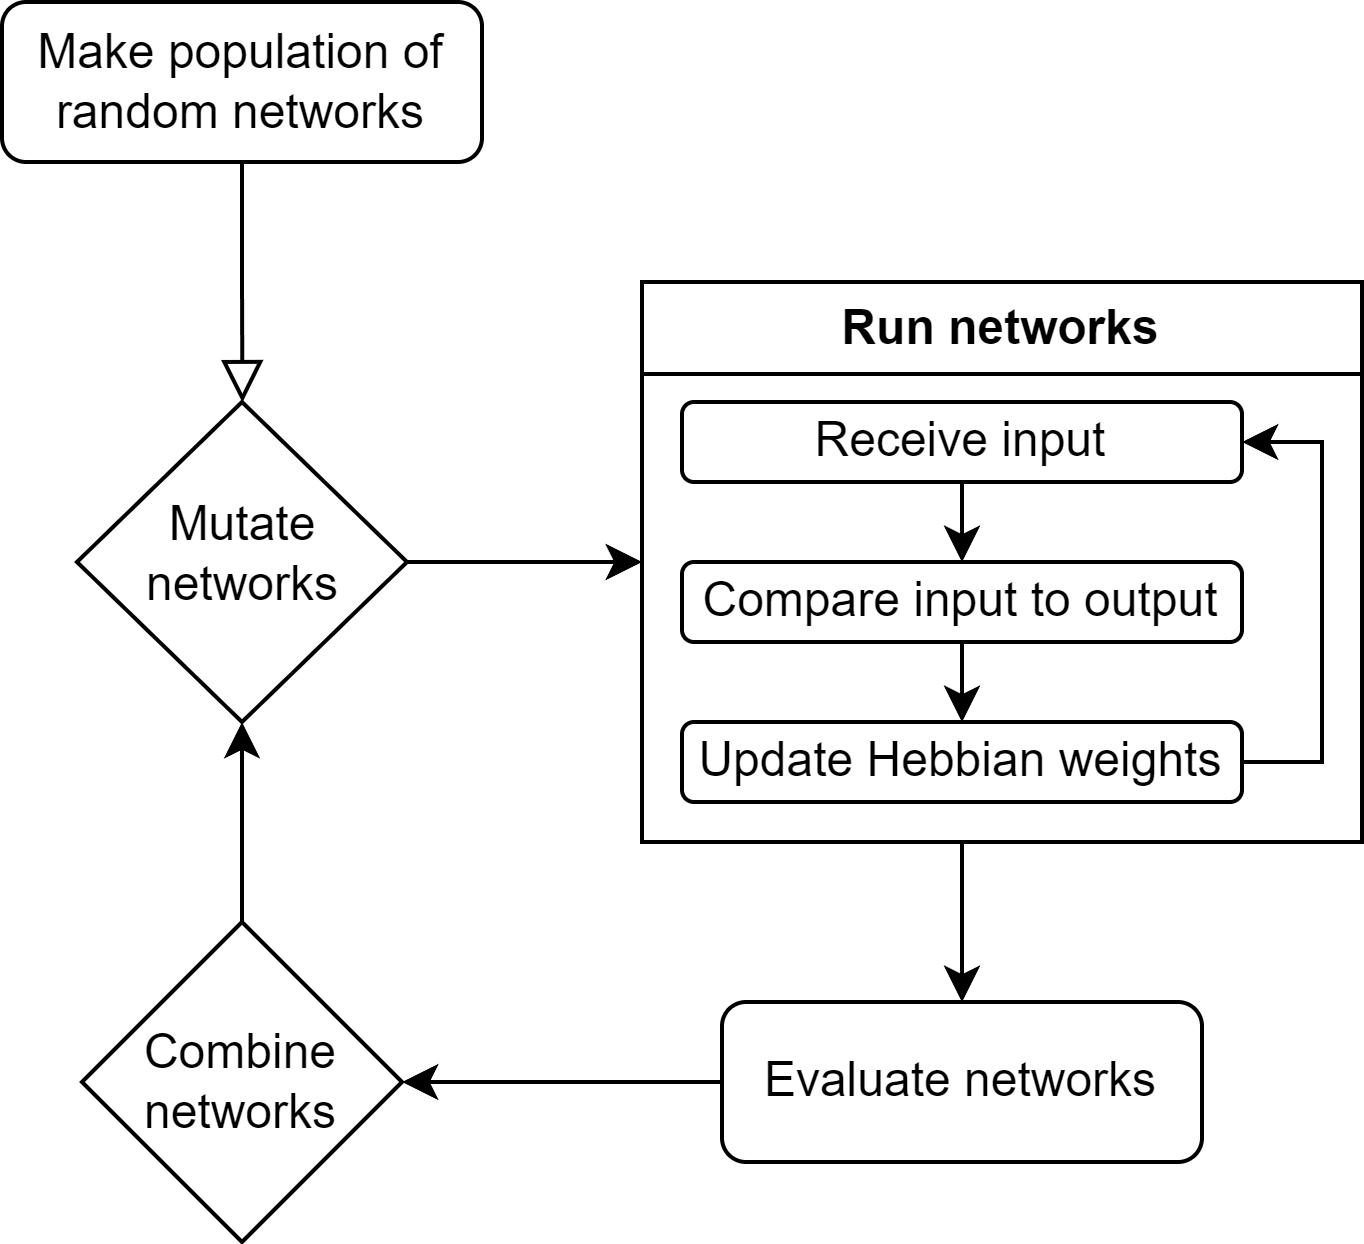 Make population of
random networks
Mutate
networks
Run networks
Receive input
Compare input to output
Update Hebbian weights
Evaluate networks
Combine
networks